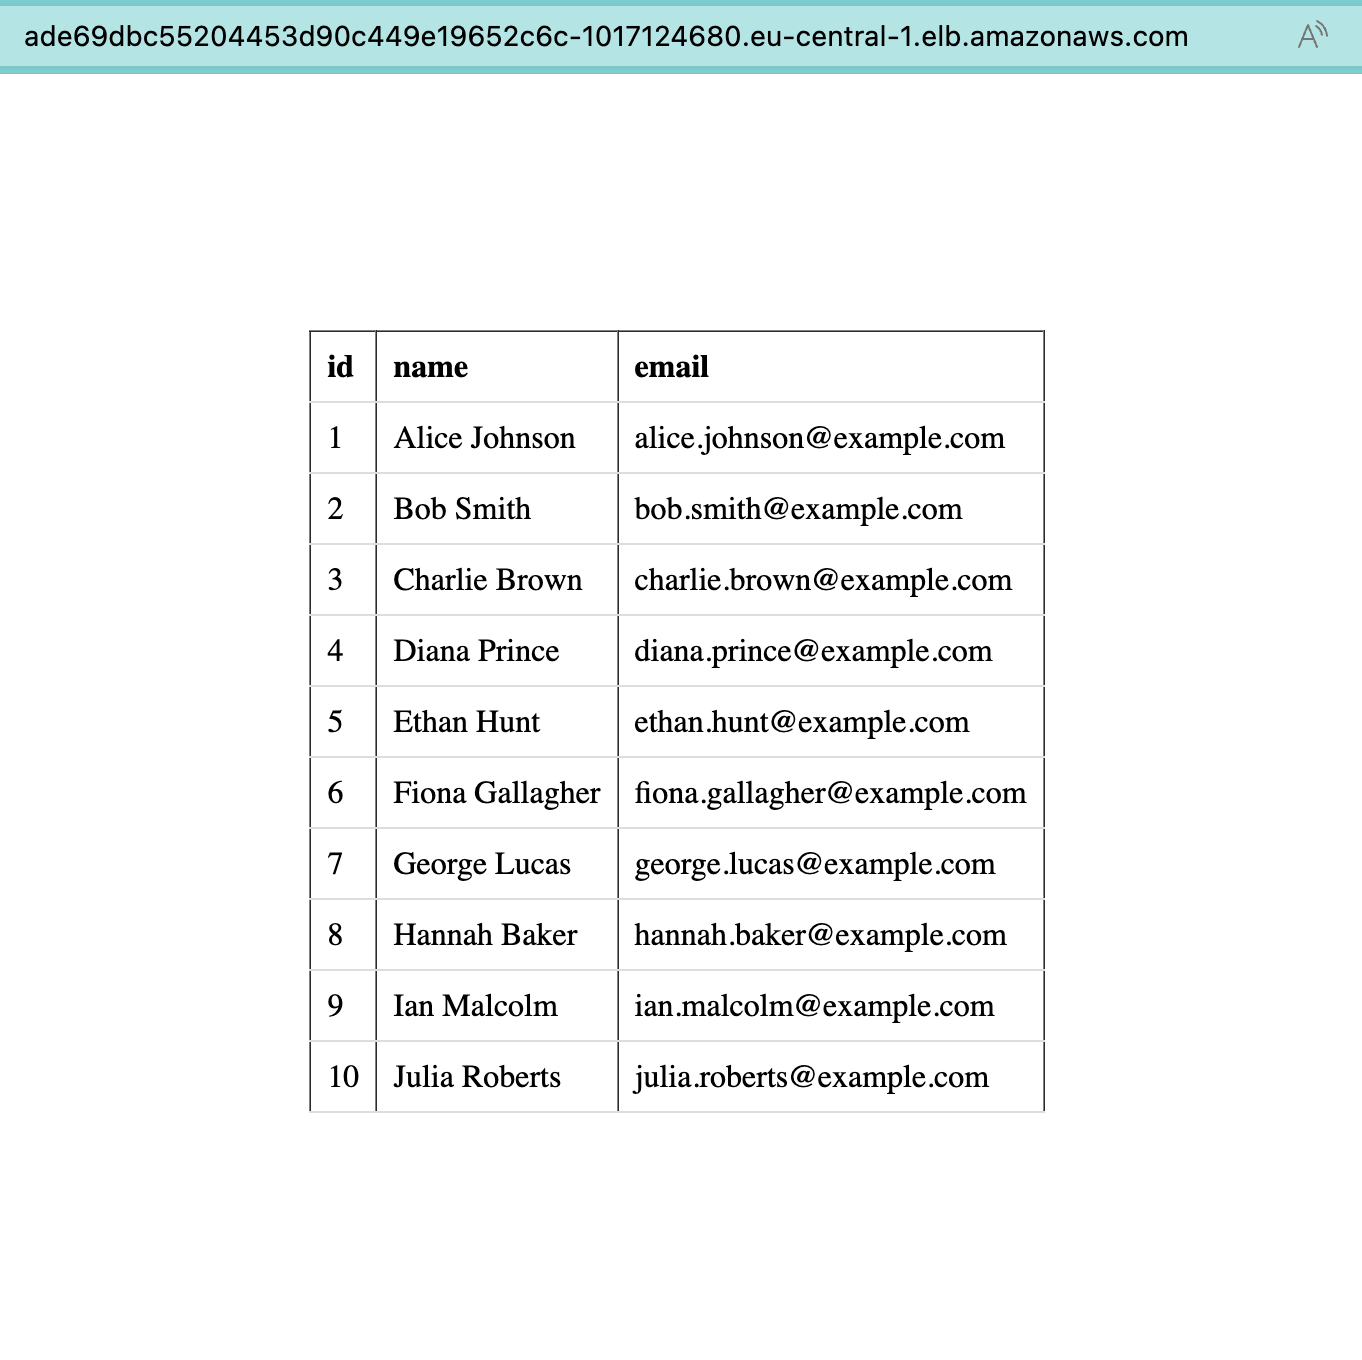 ade69dbc55204453d90c449e19652c6c-1017124680.eu-central-1.elb.amazonaws.com
id name email
1 Alice Johnson alice.johnson@example.com
2 Bob Smith bob.smith@example.com
3 Charlie Brown charlie.brown@example.com
4 Diana Prince diana.prince@example.com
5 Ethan Hunt ethan.hunt@example.com
6 Fiona Gallagher fiona.gallagher@example.com
7 George Lucas george.lucas@example.com
8 Hannah Baker hannah.baker@example.com
9 Ian Malcolm ian.malcolm@example.com
10 Julia Roberts julia.roberts@example.com